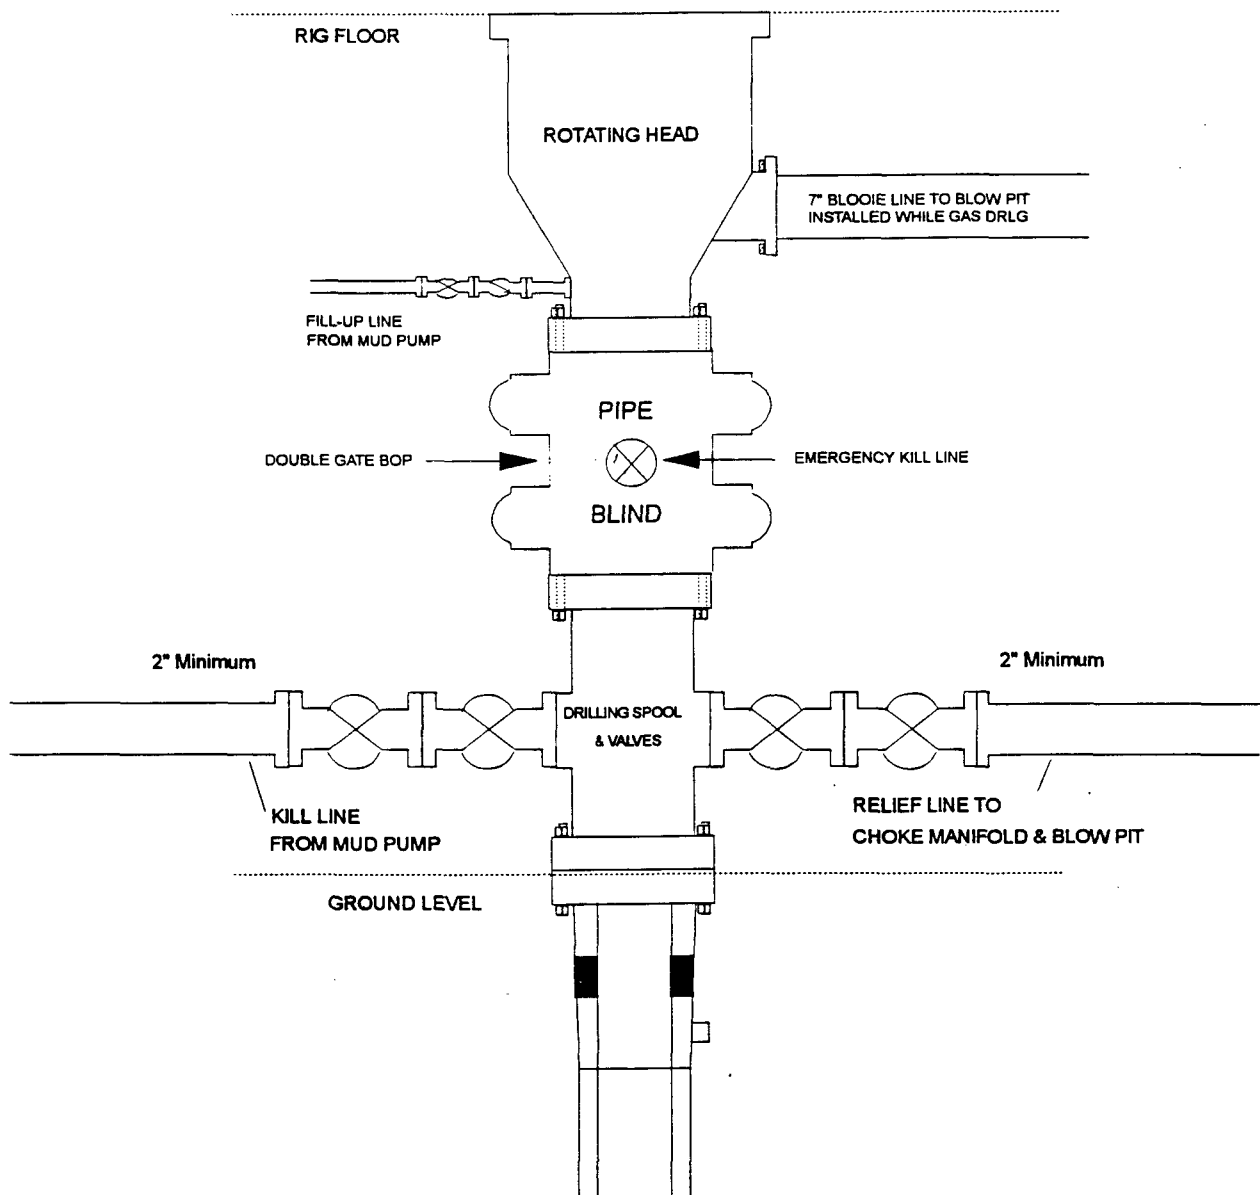 RIG FLOOR
ROTATING HEAD
7" BLOOIE LINE TO BLOW PIT
INSTALLED WHILE GAS DRLG
FILL-UP LINE
FROM MUD PUMP
PIPE
DOUBLE GATE BOP
EMERGENCY KILL LINE
BLIND
2" Minimum
2" Minimum
DRILLING SPOOL
& VALVES
KILL LINE
FROM MUD PUMP
RELIEF LINE TO
CHOKE MANIFOLD & BLOW PIT
GROUND LEVEL